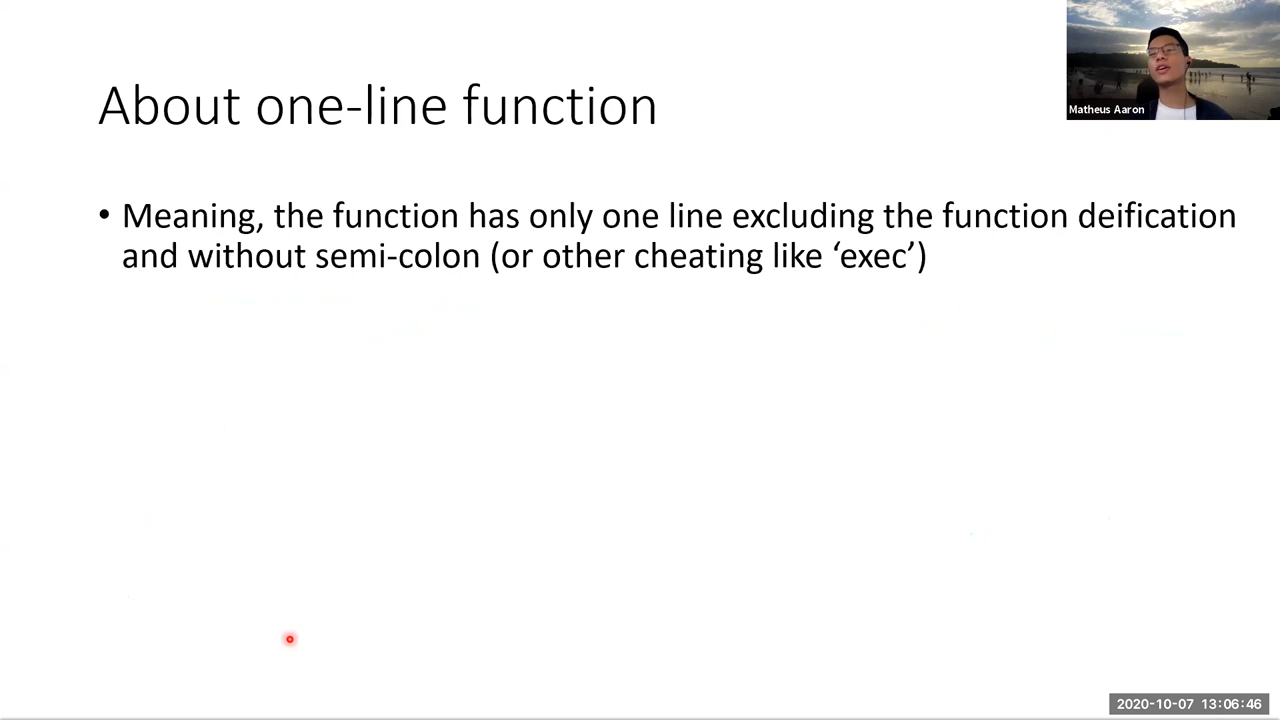 About one-line function
Matheus Aaron
• Meaning, the function has only one line excluding the function deification
and without semi-colon (or other cheating like ‘exec’)
2020-10-07 13:06:46